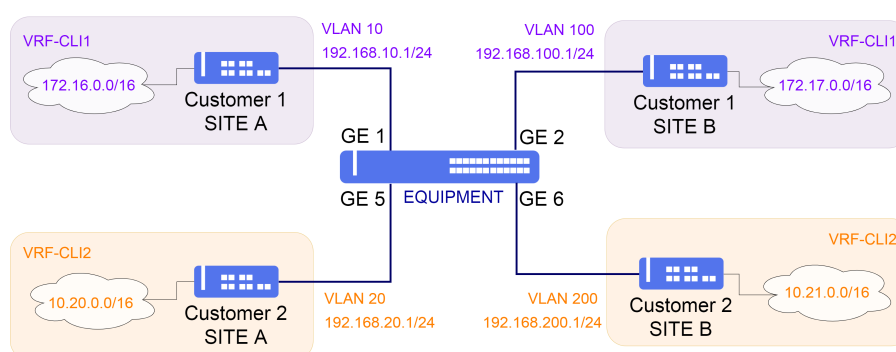 VRF-CLI1
172.16.0.0/16
Customer 1
SITE A
VLAN 10
192.168.10.1/24
VLAN 100
192.168.100.1/24
VRF-CLI1
Customer 1
SITE B
172.17.0.0/16
GE 1
GE 2
GE 5
EQUIPMENT
GE 6
VRF-CLI2
10.20.0.0/16
Customer 2
SITE A
VLAN 20
192.168.20.1/24
VLAN 200
192.168.200.1/24
VRF-CLI2
Customer 2
SITE B
10.21.0.0/16